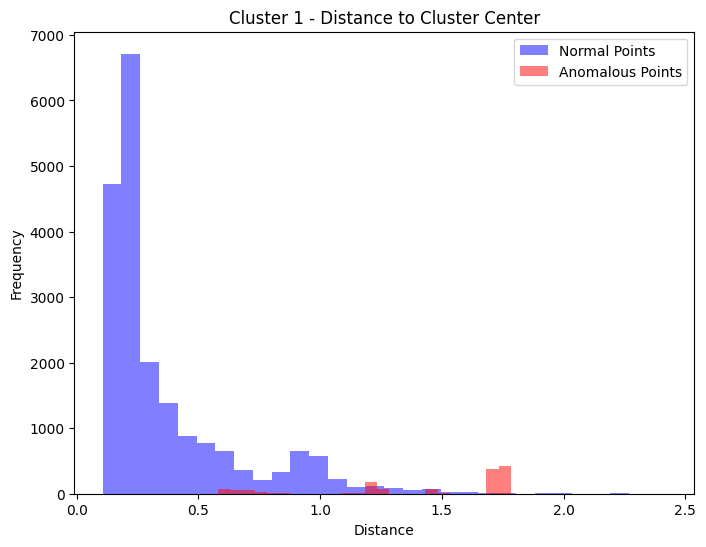 Cluster 1 - Distance to Cluster Center
Normal Points
Anomalous Points
7000
6000
5000
4000
3000
2000
1000
0
Frequency
0.0 0.5 1.0 1.5 2.0 2.5
Distance